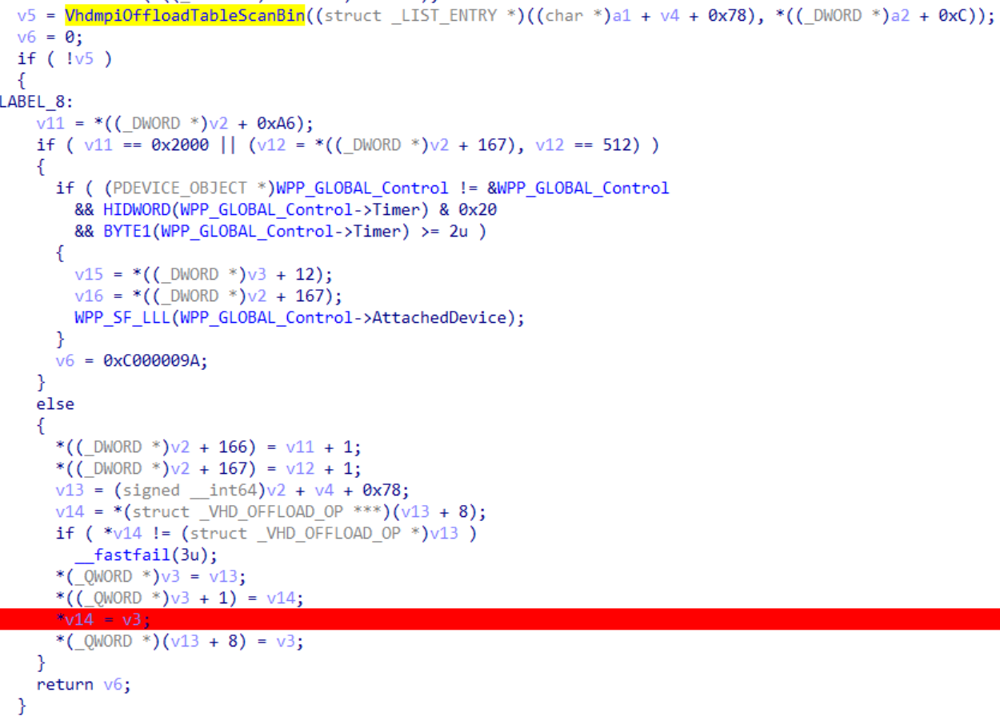 v5 = VhdmpiOffloadTableScanBin((struct _LIST_ENTRY *)((char *)a1 + v4 + 0x78), *((_DWORD *)a2 + 0xC));
v6 = 0;
if ( !v5 )
{
LABEL_8:
v11 = *((_DWORD *)v2 + 0xA6);
if ( v11 == 0x2000 || (v12 = *((_DWORD *)v2 + 167), v12 == 512) )
{
if ( (PDEVICE_OBJECT *)WPP_GLOBAL_Control != &WPP_GLOBAL_Control
&& HIDWORD(WPP_GLOBAL_Control->Timer) & 0x20
&& BYTE1(WPP_GLOBAL_Control->Timer) >= 2u )
{
v15 = *((_DWORD *)v3 + 12);
v16 = *((_DWORD *)v2 + 167);
WPP_SF_LLL(WPP_GLOBAL_Control->AttachedDevice);
}
v6 = 0xC000009A;
}
else
{
*((_DWORD *)v2 + 166) = v11 + 1;
*((_DWORD *)v2 + 167) = v12 + 1;
v13 = (signed __int64)v2 + v4 + 0x78;
v14 = *(struct _VHD_OFFLOAD_OP ***)(v13 + 8);
if ( *v14 != (struct _VHD_OFFLOAD_OP *)v13 )
__fastfail(3u);
*(_QWORD *)v3 = v13;
*((_QWORD *)v3 + 1) = v14;
*v14 = v3;
*(_QWORD *)(v13 + 8) = v3;
}
return v6;
}